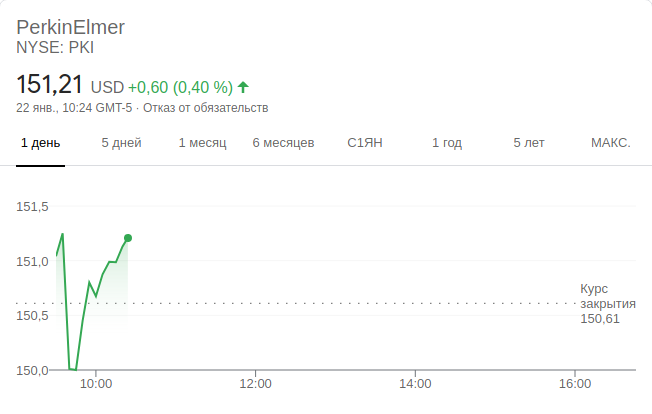 PerkinElmer
NYSE: PKI
151,21 USD +0,60 (0,40 %)
22 янв., 10:24 GMT-5 · Отказ от обязательств
1 день 5 дней 1 месяц 6 месяцев С1ЯН 1 год 5 лет МАКС.
151,5
151,0
Курс
закрытия
150,61
150,5
150,0
10:00 12:00 14:00 16:00